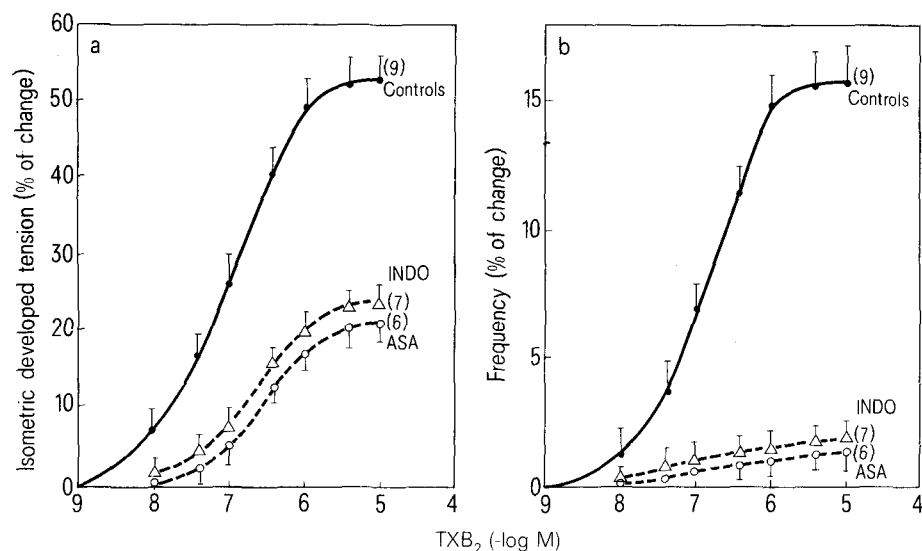 a
Isometric developed tension (% of change)
60
50
40
30
20
10
0
9 8 7 6 5 4
(9)
Controls
INDO
(7)
(6)
ASA
b
Frequency (% of change)
15
10
5
0
9 8 7 6 5 4
(9)
Controls
INDO
(7)
(6)
ASA
TXB₂ (-log M)